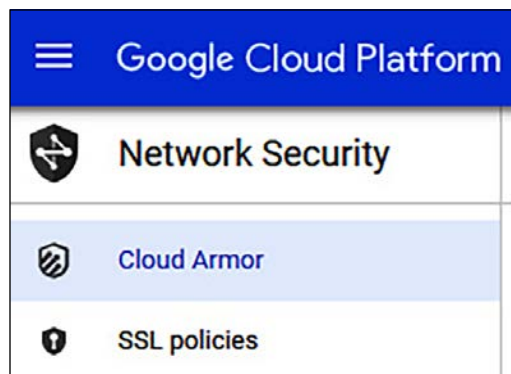 Google Cloud Platform
Network Security
Cloud Armor
SSL policies